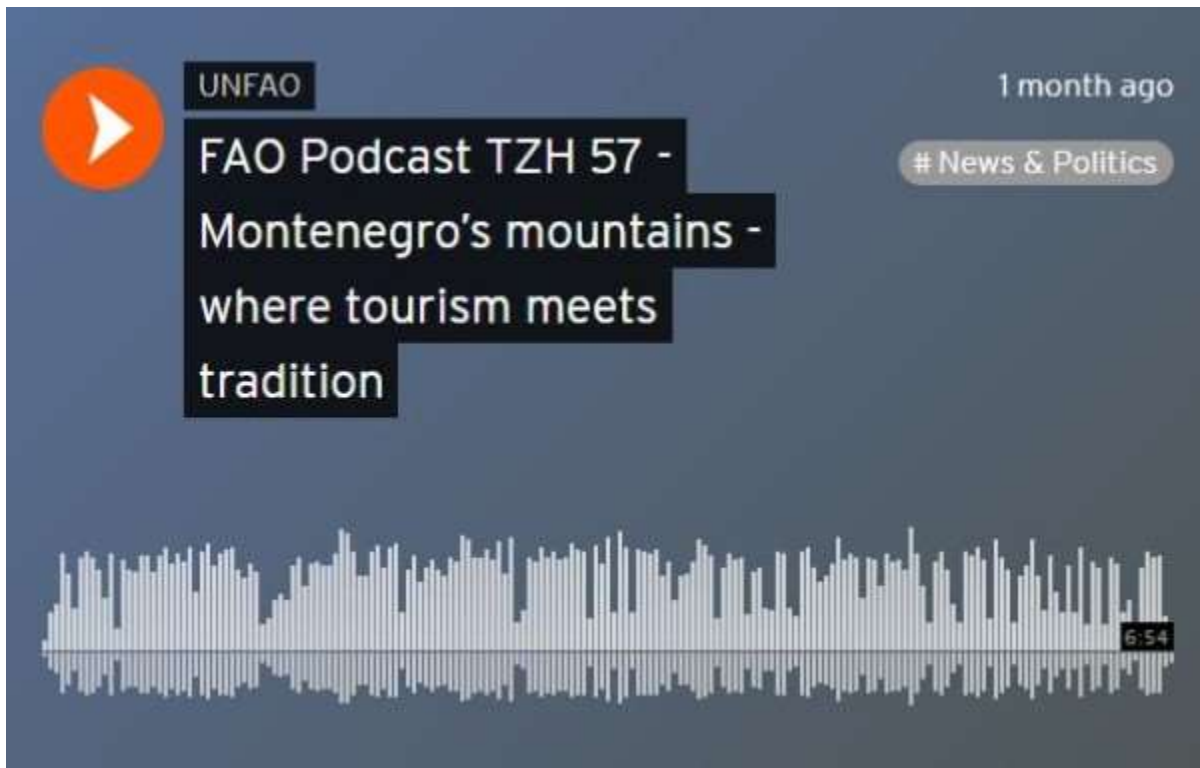 UNFAO
1 month ago
FAO Podcast TZH 57 -
Montenegro’s mountains -
where tourism meets
tradition
# News & Politics
6:54